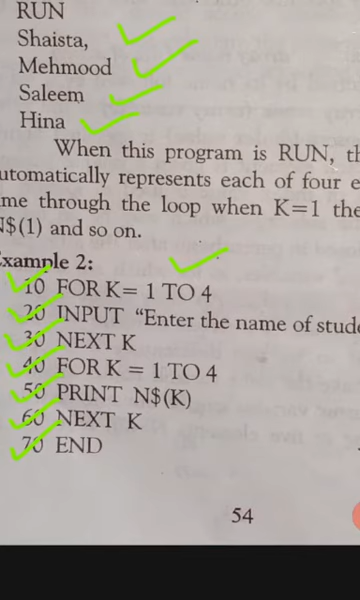 RUN
Shaista,
Mehmood
Saleem
Hina
When this program is RUN, th
utomatically represents each of four e
me through the loop when K=1 the
N$(1) and so on.
Example 2:
10 FOR K= 1 TO 4
20 INPUT “Enter the name of stude
30 NEXT K
40 FOR K = 1 TO 4
50 PRINT N$(K)
60 NEXT K
70 END
54